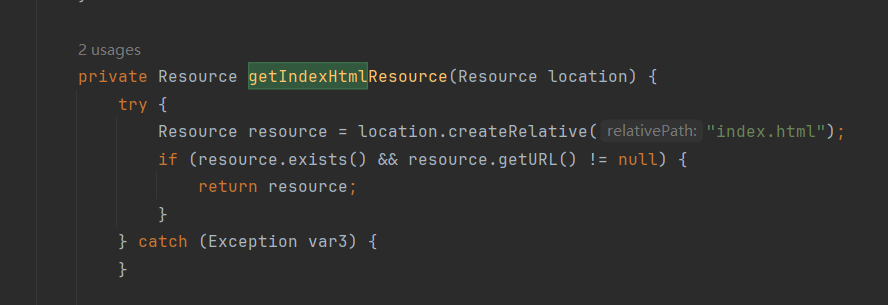 2 usages
private Resource getIndexHtmlResource(Resource location) {
try {
Resource resource = location.createRelative( relativePath: "index.html");
if (resource.exists() && resource.getURL() != null) {
return resource;
}
} catch (Exception var3) {
}